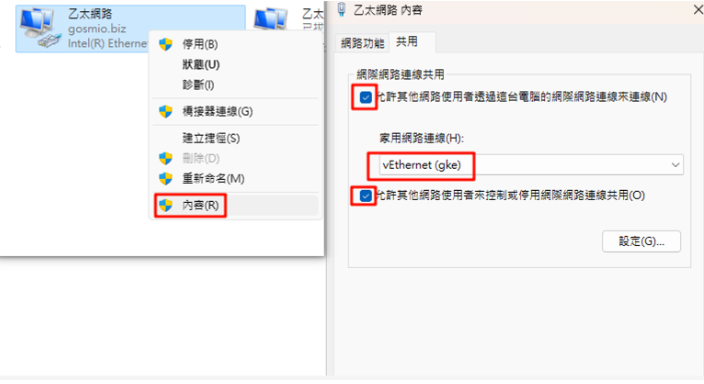 乙太網路
gosmio.biz
Intel(R) Etherne
乙太
停用(B)
狀態(U)
診斷(I)
橋接器連線(G)
建立捷徑(S)
刪除(D)
重新命名(M)
內容(R)
乙太網路 內容
網路功能
共用
網際網路連線共用
允許其他網路使用者透過這台電腦的網際網路連線來連線(N)
家用網路連線(H):
vEthernet (gke)
允許其他網路使用者來控制或停用網際網路連線共用(O)
設定(G)...